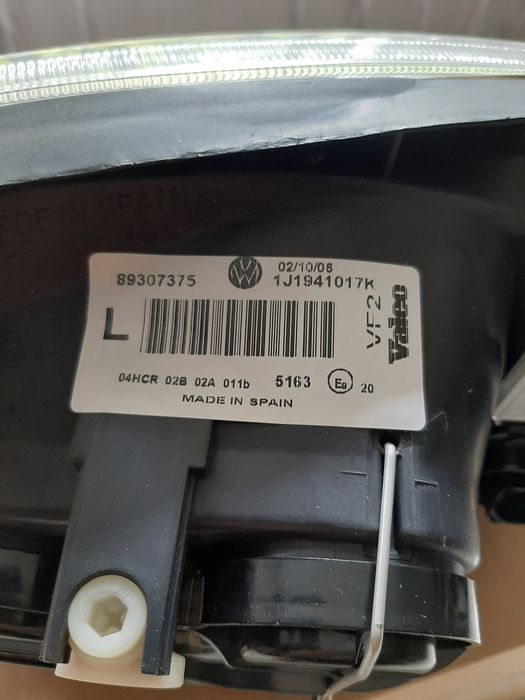 MADE IN SPAIN
02/10/06
89307375 1J1941017K
L
VF2
Valeo
04HCR 02B 02A 011b 5163 E9 20
MADE IN SPAIN